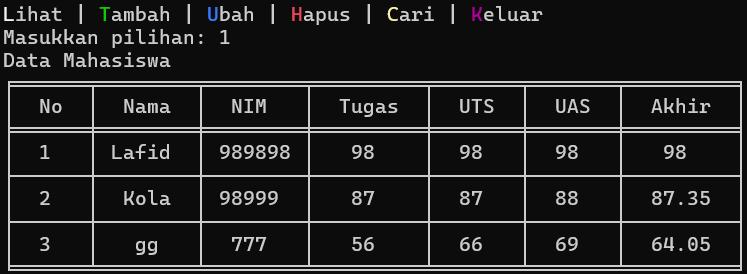 Lihat | Tambah | Ubah | Hapus | Cari | Keluar
Masukkan pilihan: 1
Data Mahasiswa
No Nama NIM Tugas UTS UAS Akhir
1 Lafid 989898 98 98 98 98
2 Kola 98999 87 87 88 87.35
3 gg 777 56 66 69 64.05